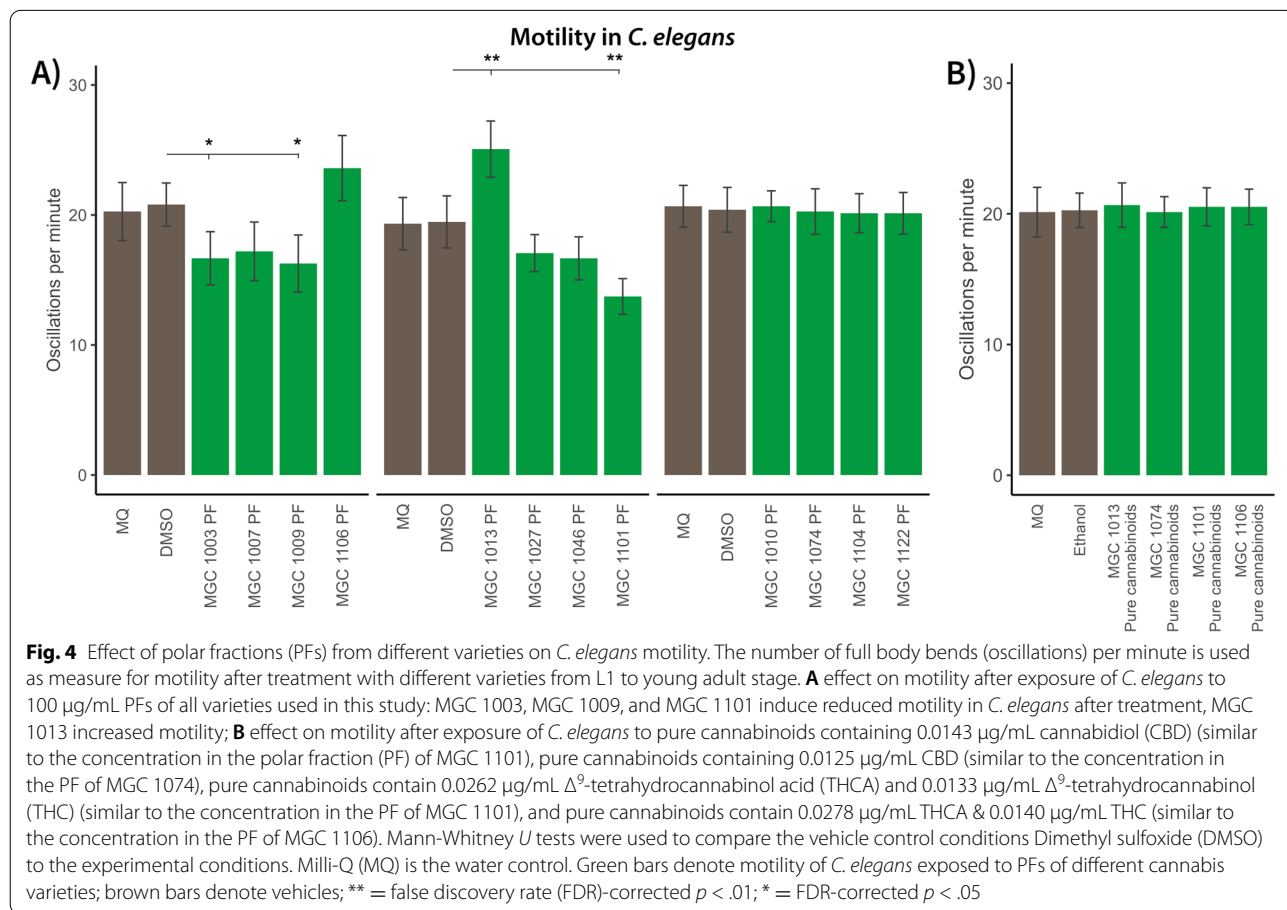 Motility in C. elegans
A)
B)
Oscillations per minute
30
20
10
0
*
*
**
**
MQ
DMSO
MGC 1003 PF
MGC 1007 PF
MGC 1009 PF
MGC 1106 PF
MQ
DMSO
MGC 1013 PF
MGC 1027 PF
MGC 1046 PF
MGC 1101 PF
MQ
DMSO
MGC 1010 PF
MGC 1074 PF
MGC 1104 PF
MGC 1122 PF
Oscillations per minute
30
20
10
0
MQ
Ethanol
MGC 1013
Pure cannabinoids
MGC 1074
Pure cannabinoids
MGC 1101
Pure cannabinoids
MGC 1106
Pure cannabinoids
Fig. 4 Effect of polar fractions (PFs) from different varieties on C. elegans motility. The number of full body bends (oscillations) per minute is used
as measure for motility after treatment with different varieties from L1 to young adult stage. A effect on motility after exposure of C. elegans to
100 µg/mL PFs of all varieties used in this study: MGC 1003, MGC 1009, and MGC 1101 induce reduced motility in C. elegans after treatment, MGC
1013 increased motility; B effect on motility after exposure of C. elegans to pure cannabinoids containing 0.0143 µg/mL cannabidiol (CBD) (similar
to the concentration in the polar fraction (PF) of MGC 1101), pure cannabinoids containing 0.0125 µg/mL CBD (similar to the concentration in
the PF of MGC 1074), pure cannabinoids contain 0.0262 µg/mL Δ⁹-tetrahydrocannabinol acid (THCA) and 0.0133 µg/mL Δ⁹-tetrahydrocannabinol
(THC) (similar to the concentration in the PF of MGC 1101), and pure cannabinoids contain 0.0278 µg/mL THCA & 0.0140 µg/mL THC (similar to
the concentration in the PF of MGC 1106). Mann-Whitney U tests were used to compare the vehicle control conditions Dimethyl sulfoxide (DMSO)
to the experimental conditions. Milli-Q (MQ) is the water control. Green bars denote motility of C. elegans exposed to PFs of different cannabis
varieties; brown bars denote vehicles; ** = false discovery rate (FDR)-corrected p < .01; * = FDR-corrected p < .05